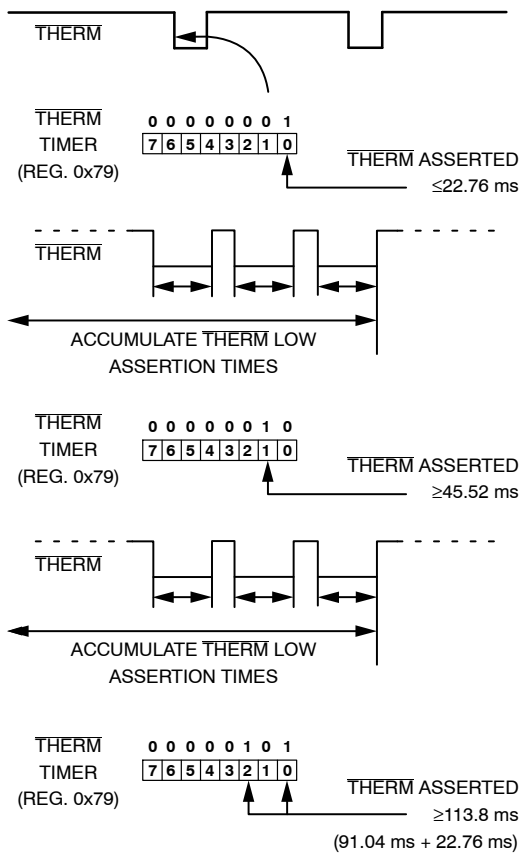 THERM
THERM
TIMER
(REG. 0x79)
0 0 0 0 0 0 0 1
7 6 5 4 3 2 1 0
THERM ASSERTED
≤22.76 ms
THERM
ACCUMULATE THERM LOW
ASSERTION TIMES
THERM
TIMER
(REG. 0x79)
0 0 0 0 0 0 1 0
7 6 5 4 3 2 1 0
THERM ASSERTED
≥45.52 ms
THERM
ACCUMULATE THERM LOW
ASSERTION TIMES
THERM
TIMER
(REG. 0x79)
0 0 0 0 0 1 0 1
7 6 5 4 3 2 1 0
THERM ASSERTED
≥113.8 ms
(91.04 ms + 22.76 ms)